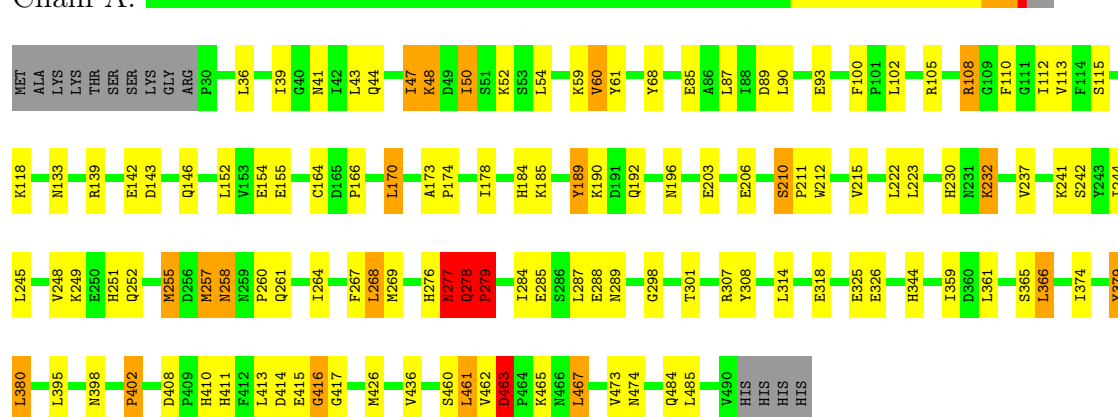 Chain A:
MET ALA LYS LYS THR SER SER LYS GLY ARG P30 L36 I39 G40 N41 I42 L43 Q44 I47 K48 D49 I50 S51 K52 S53 L54 K59 V60 Y61 Y68 E85 A86 L87 I88 D89 L90 E93 F100 P101 L102 R105 R108 G109 F110 G111 I112 V113 F114 S115
K118 N133 R139 E142 D143 Q146 L152 V153 E154 E155 C164 D165 P166 L170 A173 P174 I178 H184 K185 Y189 K190 D191 Q192 N196 E203 E206 S210 P211 W212 V215 L222 L223 H230 N231 K232 V237 K241 S242 Y243 I244
L245 V248 K249 E250 H251 Q252 M255 D256 M257 N258 N259 P260 Q261 I264 F267 L268 M269 H276 N277 Q278 P279 I284 E285 S286 L287 E288 N289 G298 T301 R307 Y308 L314 E318 E325 E326 H344 I359 D360 L361 S365 L366 I374 Y379
L380 L395 N398 P402 D408 P409 H410 H411 F412 L413 D414 E415 G416 G417 M426 V436 S460 L461 V462 D463 P464 K465 N466 L467 V473 N474 Q484 L485 V490 HIS HIS HIS HIS